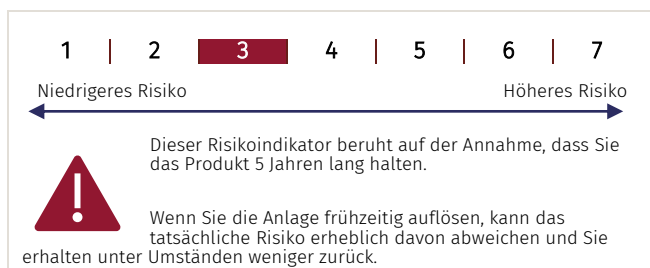 1 2 3 4 5 6 7
Niedrigeres Risiko Höheres Risiko
Dieser Risikoindikator beruht auf der Annahme, dass Sie
das Produkt 5 Jahren lang halten.
Wenn Sie die Anlage frühzeitig auflösen, kann das
tatsächliche Risiko erheblich davon abweichen und Sie
erhalten unter Umständen weniger zurück.